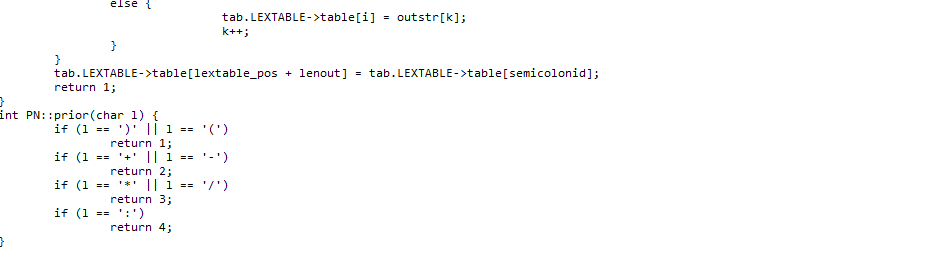 else {
tab.LEXTABLE->table[i] = outstr[k];
k++;
}
}
tab.LEXTABLE->table[lextable_pos + lenout] = tab.LEXTABLE->table[semicolonid];
return 1;
}
int PN::prior(char l) {
if (l == ')' || l == '(')
return 1;
if (l == '+' || l == '-')
return 2;
if (l == '*' || l == '/')
return 3;
if (l == ':')
return 4;
}